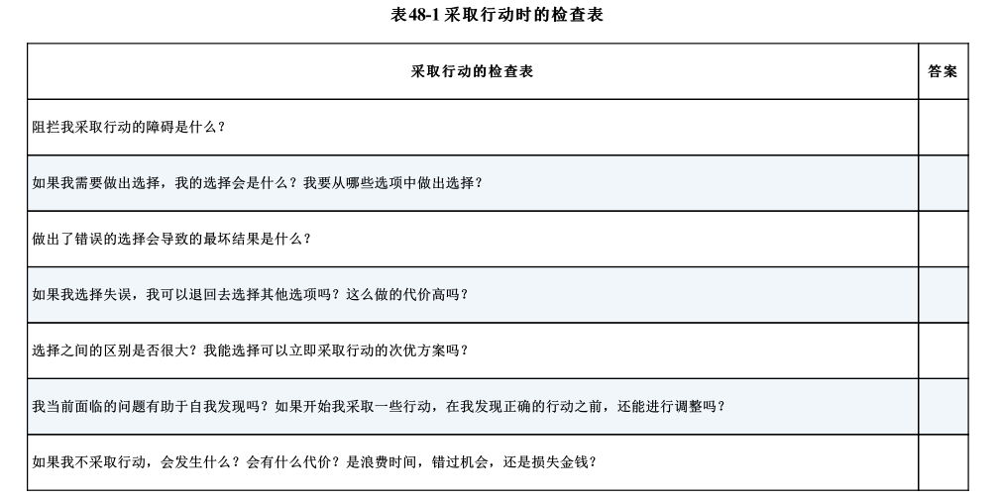 表48-1 采取行动时的检查表
采取行动的检查表
答案
阻拦我采取行动的障碍是什么？
如果我需要做出选择，我的选择会是什么？我要从哪些选项中做出选择？
做出了错误的选择会导致的最坏结果是什么？
如果我选择失误，我可以退回去选择其他选项吗？这么做的代价高吗？
选择之间的区别是否很大？我能选择可以立即采取行动的次优方案吗？
我当前面临的问题有助于自我发现吗？如果开始我采取一些行动，在我发现正确的行动之前，还能进行调整吗？
如果我不采取行动，会发生什么？会有什么代价？是浪费时间，错过机会，还是损失金钱？